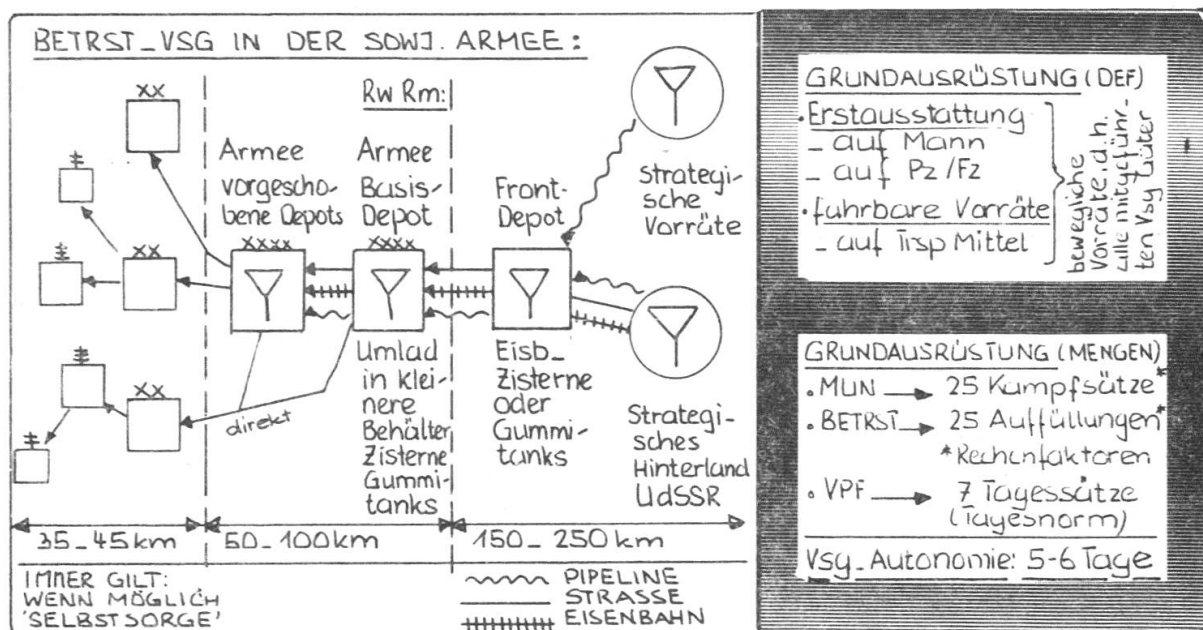 BETRST_VSG IN DER SOWJ. ARMEE:
XX
Rw Rm:
Armee
vorgescho-
bene Depots
XXXX
Armee
Basis-
Depot
XXXX
Front-
Depot
Strategi-
sche
Vorräte
XX
XX
direkt
Umlad
in klei-
nere
Behälter
Zisterne
Gummi-
tanks
Eisb_
Zisterne
oder
Gummi-
tanks
Strategi-
sches
Hinterland
UdSSR
35_45km
60_100km
150_250km
IMMER GILT:
WENN MÖGLICH
'SELBSTSORGE'
PIPELINE
STRASSE
EISENBAHN
GRUNDAUSRÜSTUNG (DEF)
• Erstausstattung
_ auf Mann
_ auf Pz/Fz
• fuhrbare Vorräte
_ auf Trsp Mittel
bewegliche
Vorräte, d.h.
alle mitgeführ-
ten Vsg Güter
GRUNDAUSRÜSTUNG (MENGEN)
• MUN → 25 Kampfsätze*
• BETRST → 25 Auffüllungen*
*Rechenfaktoren
• VPF → 7 Tagessätze
(Tagesnorm)
Vsg_Autonomie: 5-6 Tage